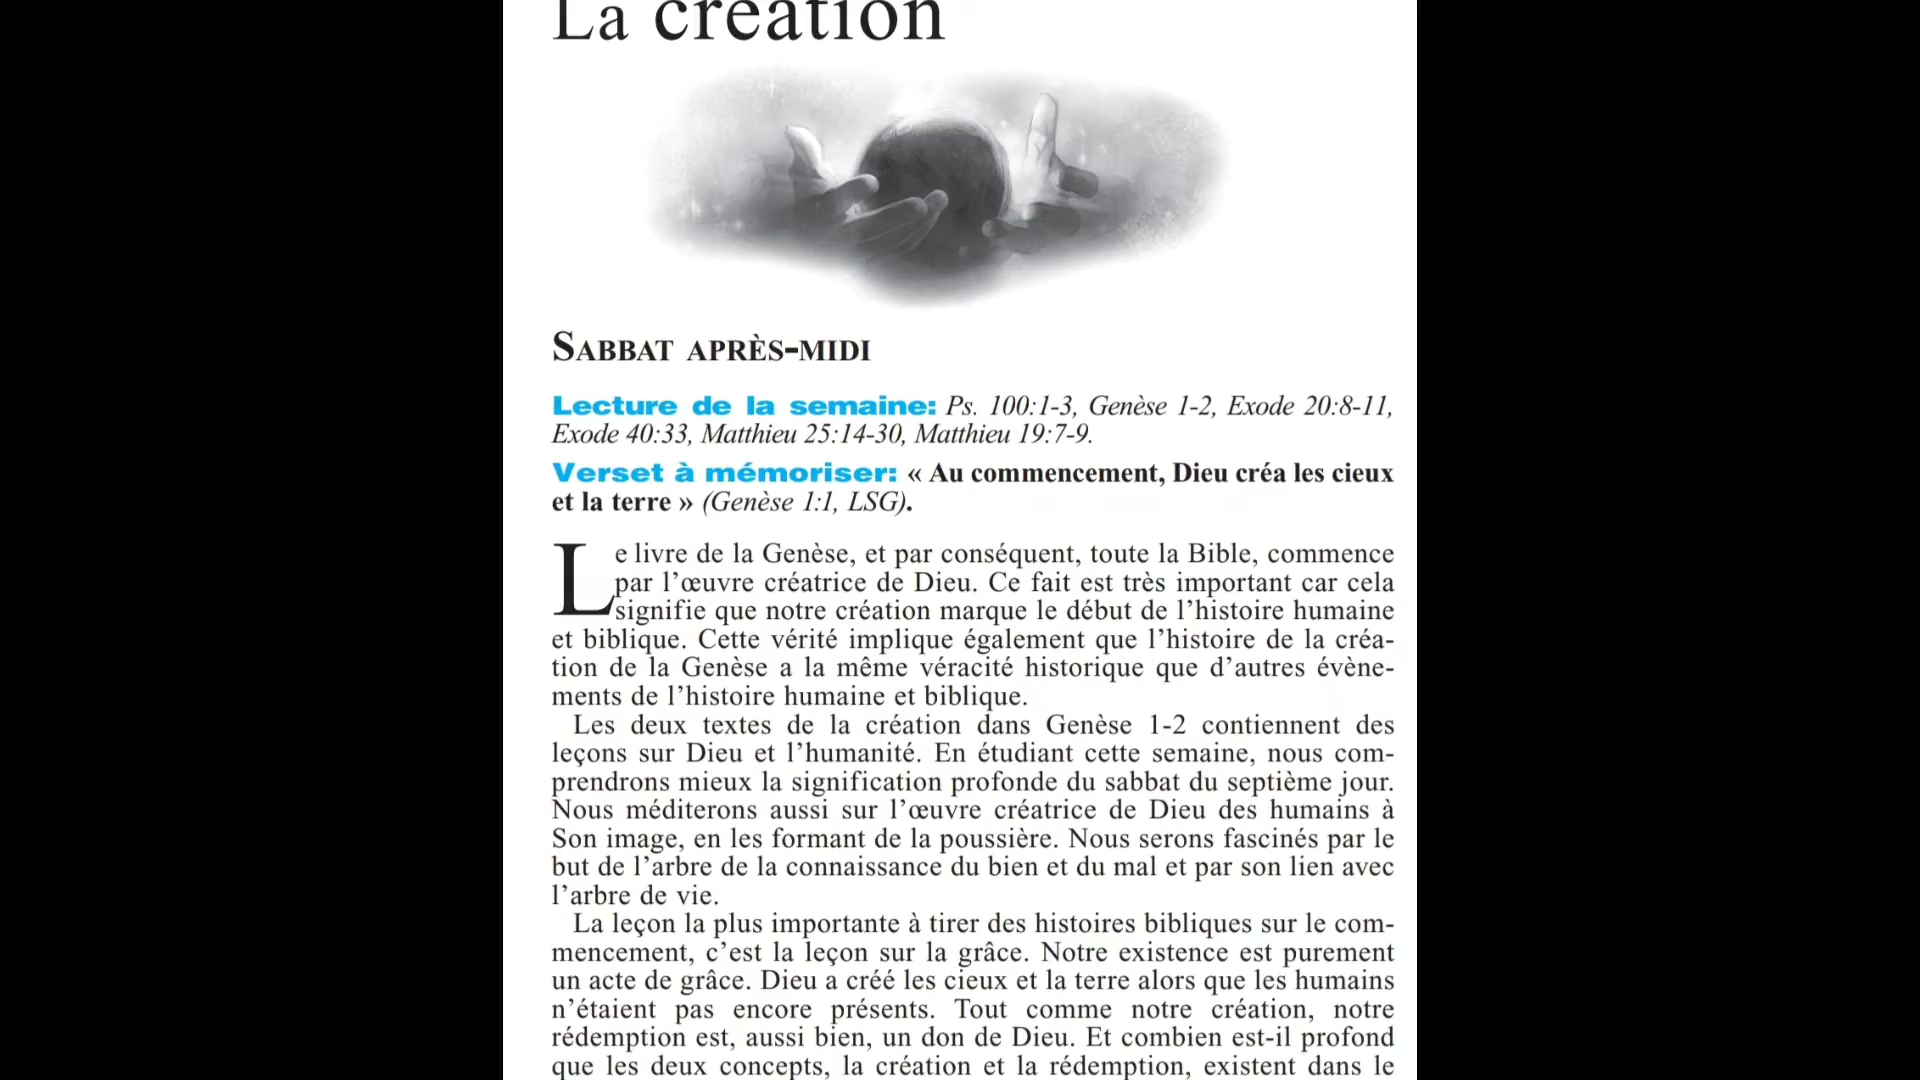 La création
SABBAT APRÈS-MIDI
Lecture de la semaine: Ps. 100:1-3, Genèse 1-2, Exode 20:8-11,
Exode 40:33, Matthieu 25:14-30, Matthieu 19:7-9.
Verset à mémoriser: « Au commencement, Dieu créa les cieux
et la terre » (Genèse 1:1, LSG).
Le livre de la Genèse, et par conséquent, toute la Bible, commence
par l’œuvre créatrice de Dieu. Ce fait est très important car cela
signifie que notre création marque le début de l’histoire humaine
et biblique. Cette vérité implique également que l’histoire de la créa-
tion de la Genèse a la même véracité historique que d’autres évène-
ments de l’histoire humaine et biblique.
Les deux textes de la création dans Genèse 1-2 contiennent des
leçons sur Dieu et l’humanité. En étudiant cette semaine, nous com-
prendrons mieux la signification profonde du sabbat du septième jour.
Nous méditerons aussi sur l’œuvre créatrice de Dieu des humains à
Son image, en les formant de la poussière. Nous serons fascinés par le
but de l’arbre de la connaissance du bien et du mal et par son lien avec
l’arbre de vie.
La leçon la plus importante à tirer des histoires bibliques sur le com-
mencement, c’est la leçon sur la grâce. Notre existence est purement
un acte de grâce. Dieu a créé les cieux et la terre alors que les humains
n’étaient pas encore présents. Tout comme notre création, notre
rédemption est, aussi bien, un don de Dieu. Et combien est-il profond
que les deux concepts, la création et la rédemption, existent dans le